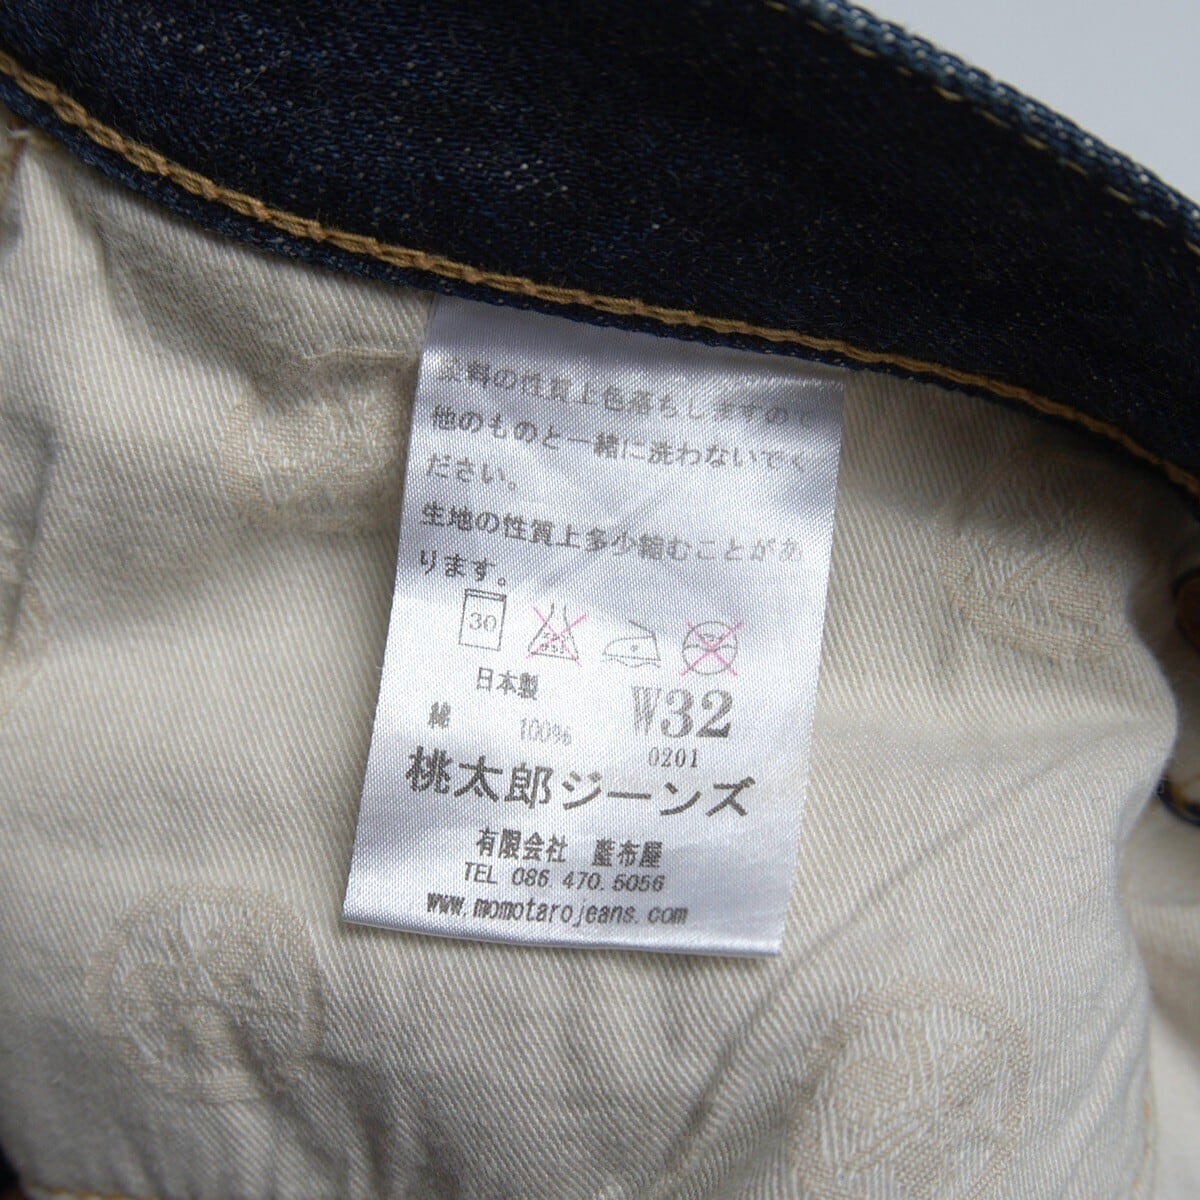 染料の性質上色落ちしますので
他のものと一緒に洗わないでく
ださい。
生地の性質上多少縮むことがあ
ります。
30
日本製
綿 100%
W32
0201
桃太郎ジーンズ
有限会社 藍布屋
TEL 086.470.5056
www.momotarojeans.com